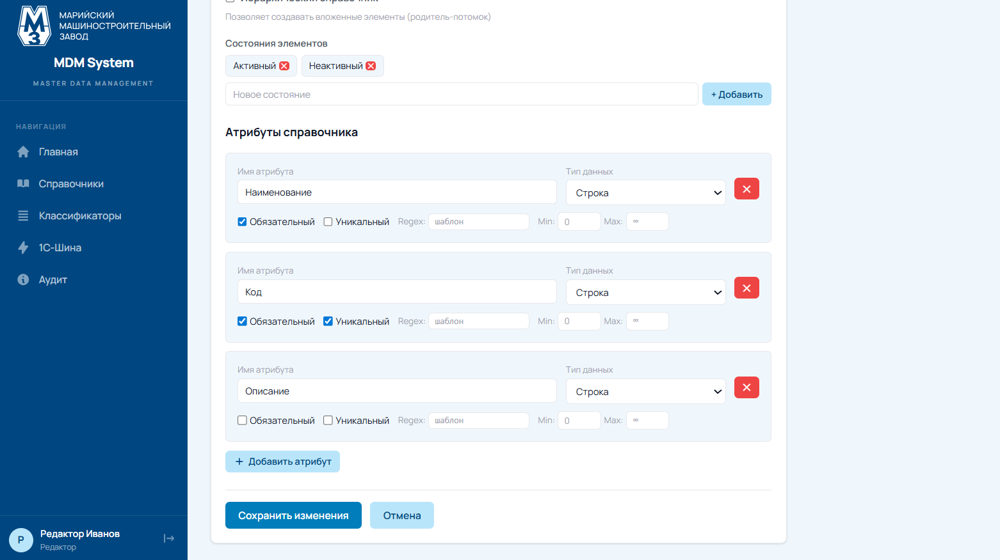 МАРИЙСКИЙ
МАШИНОСТРОИТЕЛЬНЫЙ
ЗАВОД
MDM System
MASTER DATA MANAGEMENT
НАВИГАЦИЯ
Главная
Справочники
Классификаторы
1С-Шина
Аудит
Редактор Иванов
Редактор
Р
Иерархический справочник
Позволяет создавать вложенные элементы (родитель-потомок)
Состояния элементов
Активный Неактивный
Новое состояние + Добавить
Атрибуты справочника
Имя атрибута Тип данных
Наименование Строка
Обязательный Уникальный Regex: шаблон Min: 0 Max: ∞
Имя атрибута Тип данных
Код Строка
Обязательный Уникальный Regex: шаблон Min: 0 Max: ∞
Имя атрибута Тип данных
Описание Строка
Обязательный Уникальный Regex: шаблон Min: 0 Max: ∞
+ Добавить атрибут
Сохранить изменения Отмена